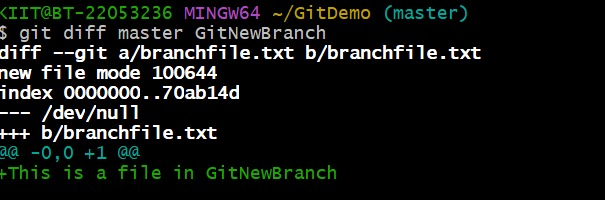 KIIT@BT-22053236 MINGW64 ~/GitDemo (master)
$ git diff master GitNewBranch
diff --git a/branchfile.txt b/branchfile.txt
new file mode 100644
index 0000000..70ab14d
--- /dev/null
+++ b/branchfile.txt
@@ -0,0 +1 @@
+This is a file in GitNewBranch